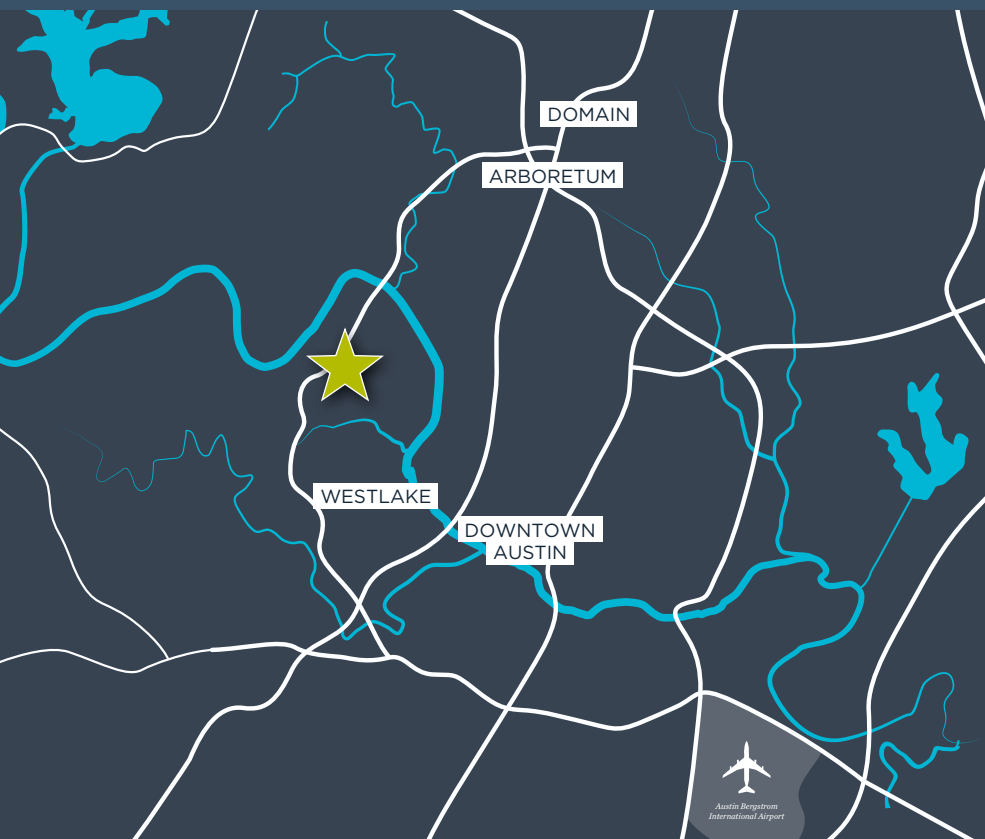 DOMAIN
ARBORETUM
WESTLAKE
DOWNTOWN
AUSTIN
Austin Bergstrom
International Airport